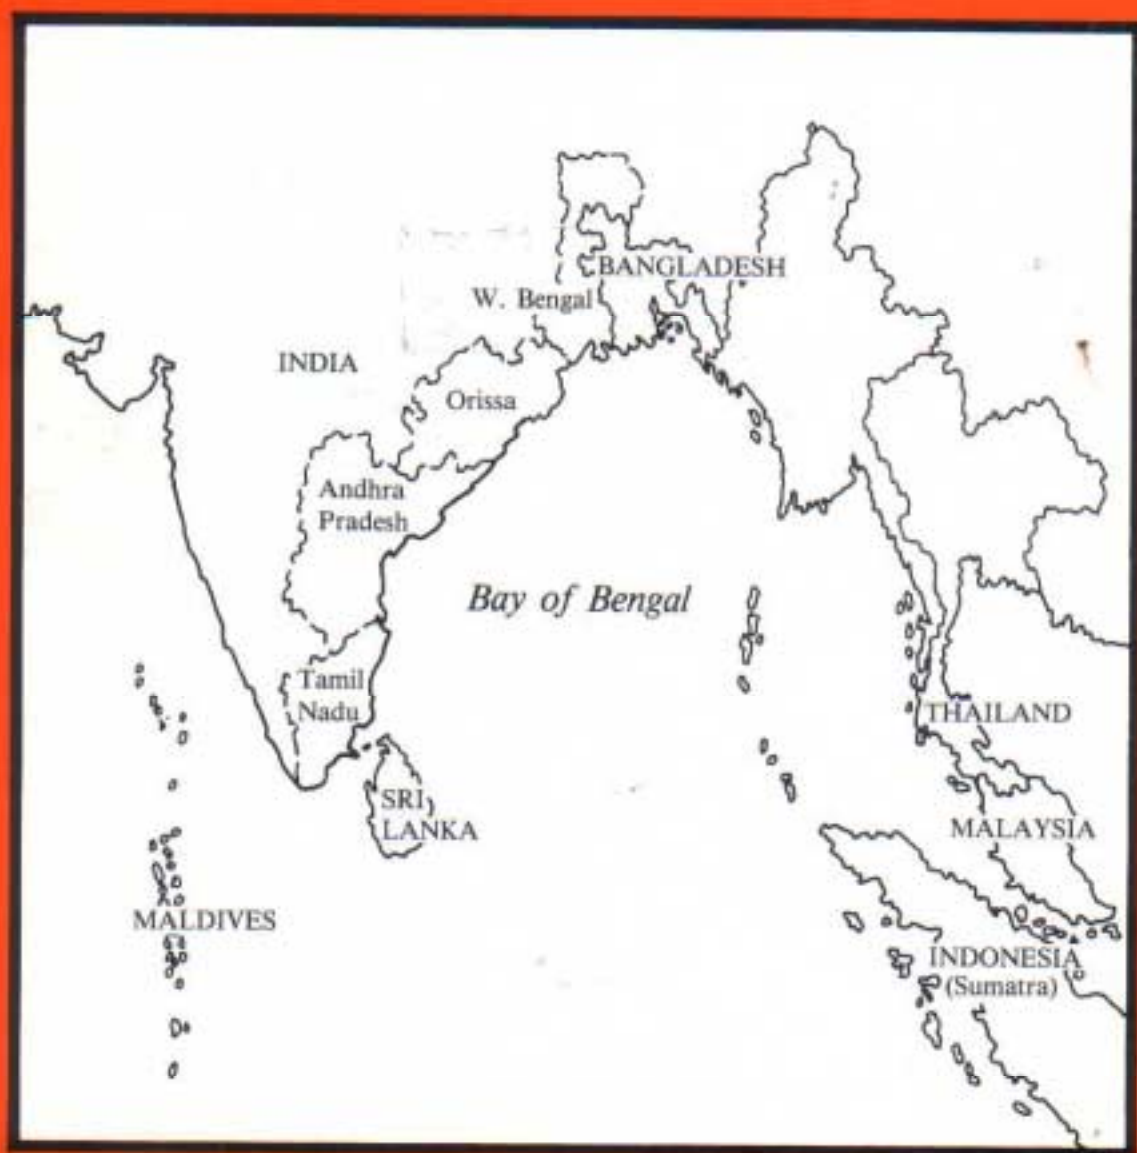 BANGLADESH
W. Bengal
INDIA
Orissa
Andhra
Pradesh
Bay of Bengal
Tamil
Nadu
THAILAND
SRI
LANKA
MALAYSIA
MALDIVES
INDONESIA
(Sumatra)